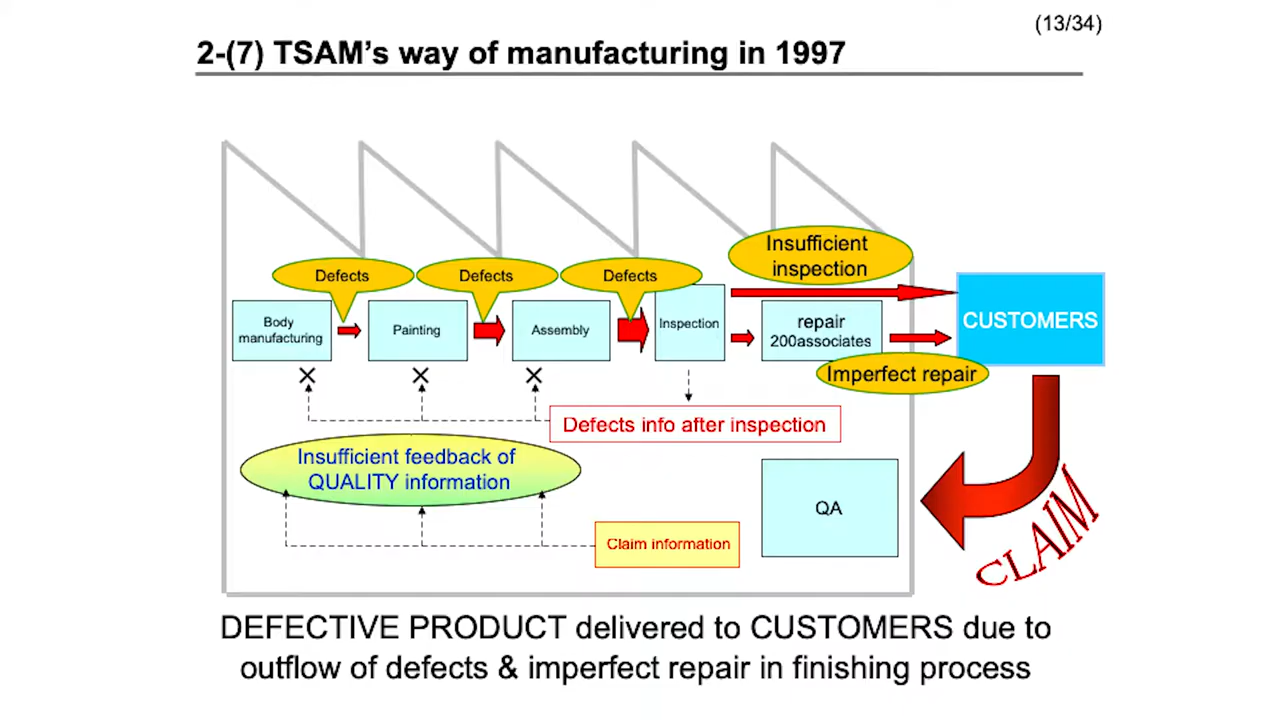 (13/34)
2-(7) TSAM's way of manufacturing in 1997
Insufficient
inspection
Defects
Defects
Defects
Body
manufacturing
Painting
Assembly
Inspection
repair
200associates
CUSTOMERS
Imperfect repair
Defects info after inspection
Insufficient feedback of
QUALITY information
QA
Claim information
CLAIM
DEFECTIVE PRODUCT delivered to CUSTOMERS due to
outflow of defects & imperfect repair in finishing process